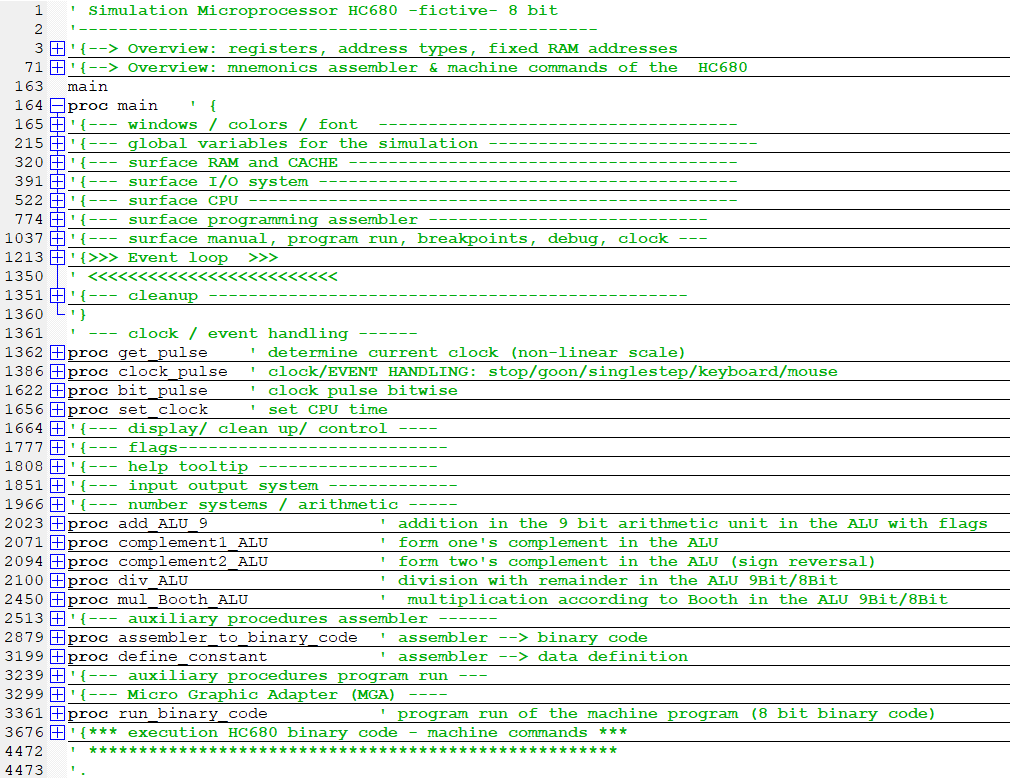 1 ' Simulation Microprocessor HC680 -fictive- 8 bit
2 '----------------------------------------------------
3 '{--> Overview: registers, address types, fixed RAM addresses
71 '{--> Overview: mnemonics assembler & machine commands of the  HC680
163 main
164 proc main   ' {
165 '{--- windows / colors / font  ------------------------------------
215 '{--- global variables for the simulation ---------------------------
320 '{--- surface RAM and CACHE ---------------------------------------
391 '{--- surface I/O system ------------------------------------------
522 '{--- surface CPU -------------------------------------------------
774 '{--- surface programming assembler ----------------------------
1037 '{--- surface manual, program run, breakpoints, debug, clock ---
1213 '{>>> Event loop  >>>
1350 ' <<<<<<<<<<<<<<<<<<<<<<<<<
1351 '{--- cleanup ------------------------------------------------
1360 '}
1361 ' --- clock / event handling ------
1362 proc get_pulse    ' determine current clock (non-linear scale)
1386 proc clock_pulse  ' clock/EVENT HANDLING: stop/goon/singlestep/keyboard/mouse
1622 proc bit_pulse    ' clock pulse bitwise
1656 proc set_clock    ' set CPU time
1664 '{--- display/ clean up/ control ----
1777 '{--- flags---------------------------
1808 '{--- help tooltip ------------------
1851 '{--- input output system -------------
1966 '{--- number systems / arithmetic -----
2023 proc add_ALU_9                 ' addition in the 9 bit arithmetic unit in the ALU with flags
2071 proc complement1_ALU           ' form one's complement in the ALU
2094 proc complement2_ALU           ' form two's complement in the ALU (sign reversal)
2100 proc div_ALU                   ' division with remainder in the ALU 9Bit/8Bit
2450 proc mul_Booth_ALU             '  multiplication according to Booth in the ALU 9Bit/8Bit
2513 '{--- auxiliary procedures assembler ------
2879 proc assembler_to_binary_code  ' assembler --> binary code
3199 proc define_constant           ' assembler --> data definition
3239 '{--- auxiliary procedures program run ---
3299 '{--- Micro Graphic Adapter (MGA) ----
3361 proc run_binary_code           ' program run of the machine program (8 bit binary code)
3676 '{*** execution HC680 binary code - machine commands ***
4472 ' *****************************************************
4473 '.